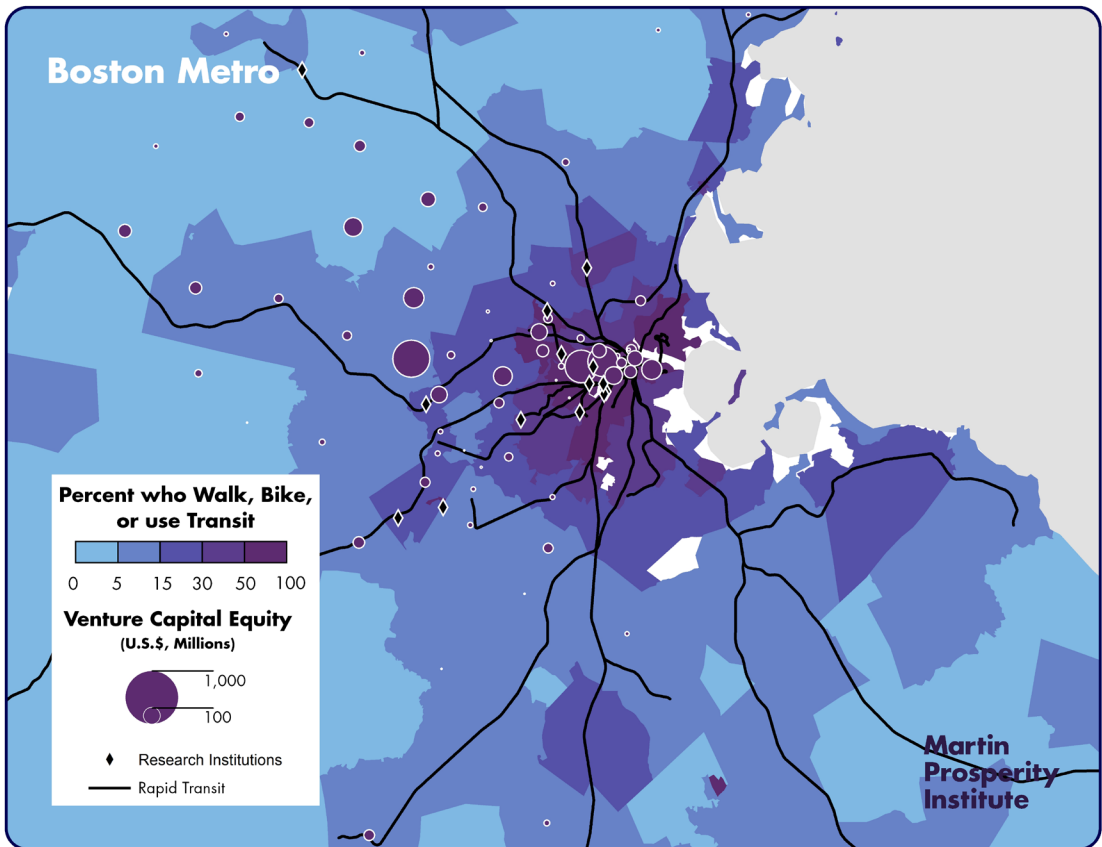 Boston Metro
Percent who Walk, Bike,
or use Transit
0 5 15 30 50 100
Venture Capital Equity
(U.S.$, Millions)
1,000
100
Research Institutions
Rapid Transit
Martin
Prosperity
Institute